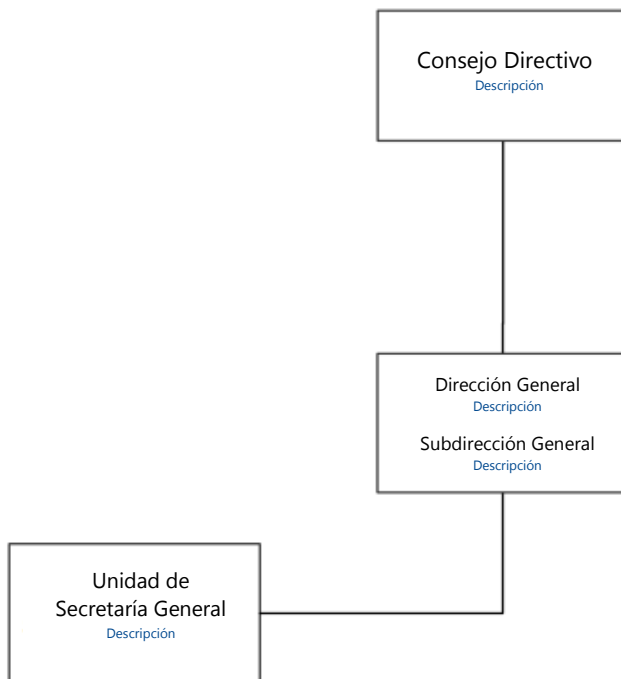 Consejo Directivo
Descripción
Dirección General
Descripción
Subdirección General
Descripción
Unidad de
Secretaría General
Descripción